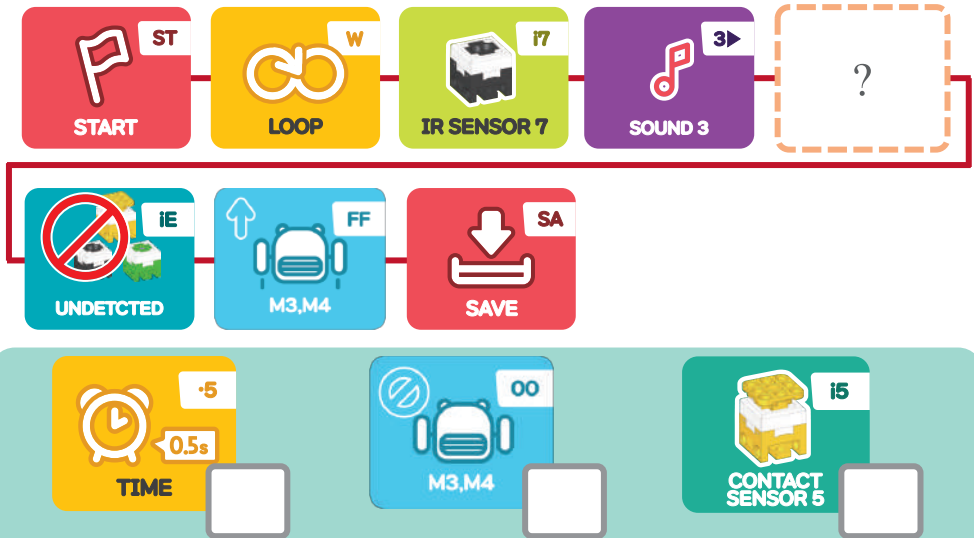 ST
START
W
LOOP
i7
IR SENSOR 7
3▶
SOUND 3
?
iE
UNDETCTED
FF
M3,M4
SA
SAVE
·5
0.5s
TIME
00
M3,M4
i5
CONTACT
SENSOR 5